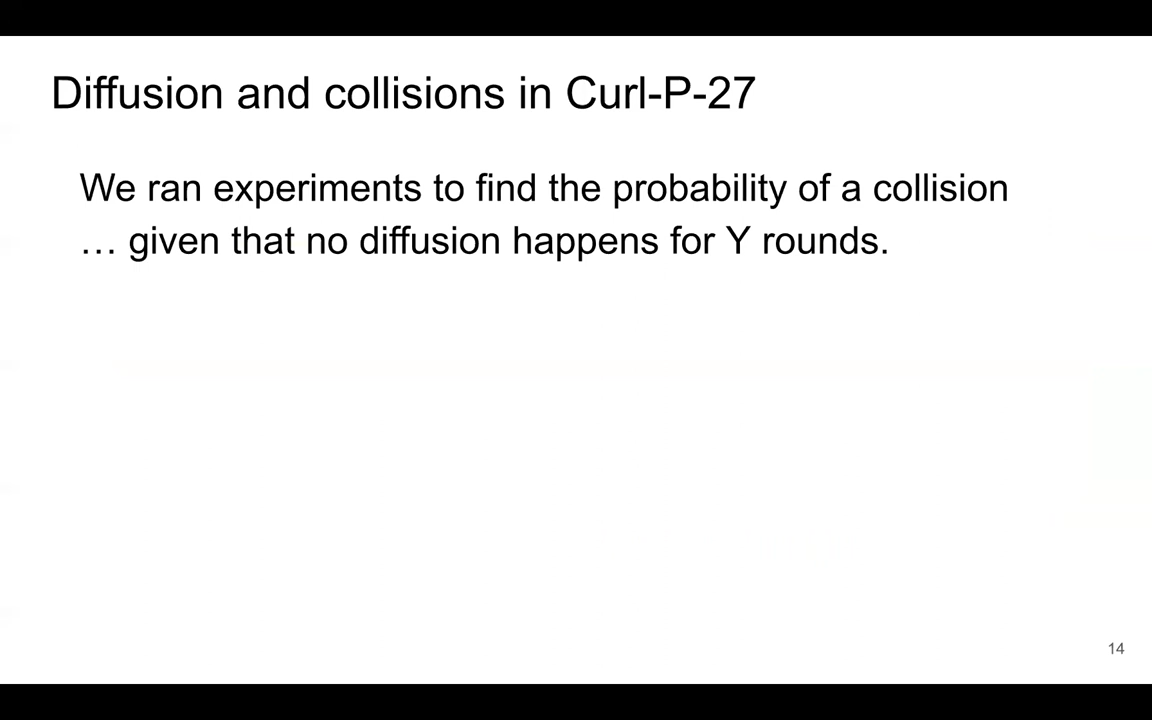 Diffusion and collisions in Curl-P-27
We ran experiments to find the probability of a collision
… given that no diffusion happens for Y rounds.
14